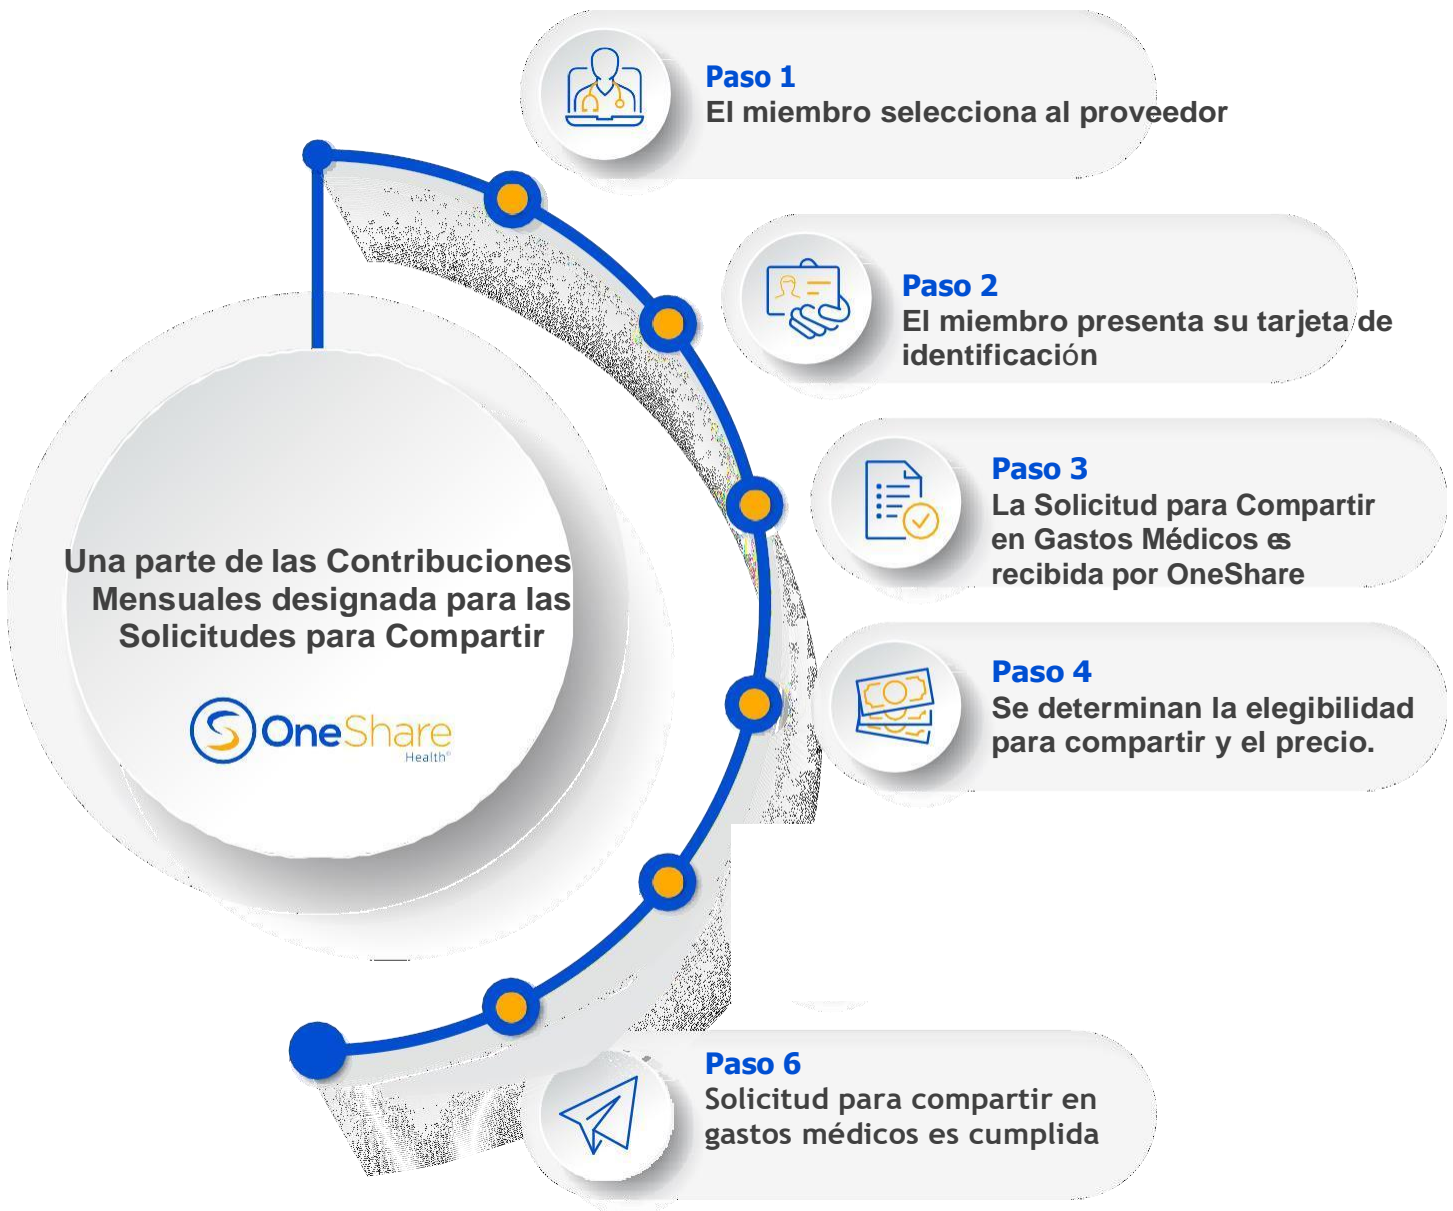 Paso 1
El miembro selecciona al proveedor
Paso 2
El miembro presenta su tarjeta de
identificación
Paso 3
La Solicitud para Compartir
en Gastos Médicos es
recibida por OneShare
Paso 4
Se determinan la elegibilidad
para compartir y el precio.
Una parte de las Contribuciones
Mensuales designada para las
Solicitudes para Compartir
OneShare
Health®
Paso 6
Solicitud para compartir en
gastos médicos es cumplida